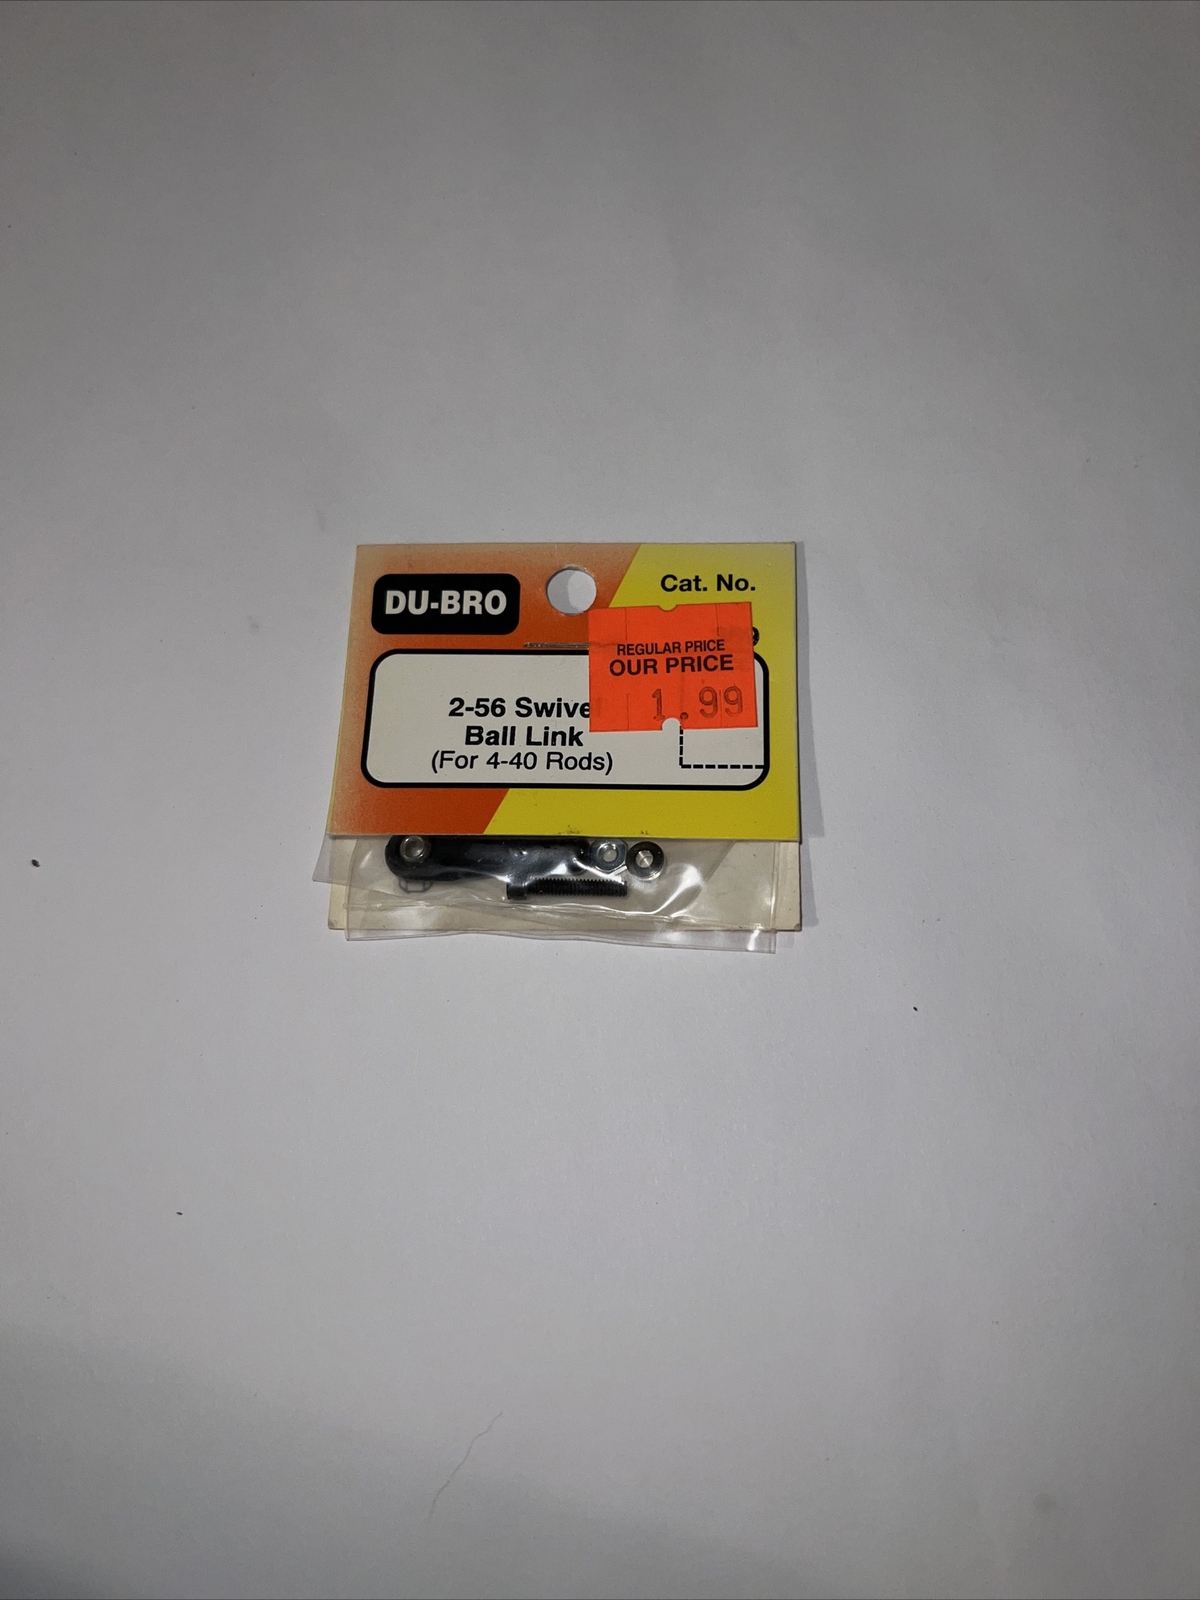 DU-BRO
Cat. No.
9
REGULAR PRICE
OUR PRICE
1.99
2-56 Swive
Ball Link
(For 4-40 Rods)